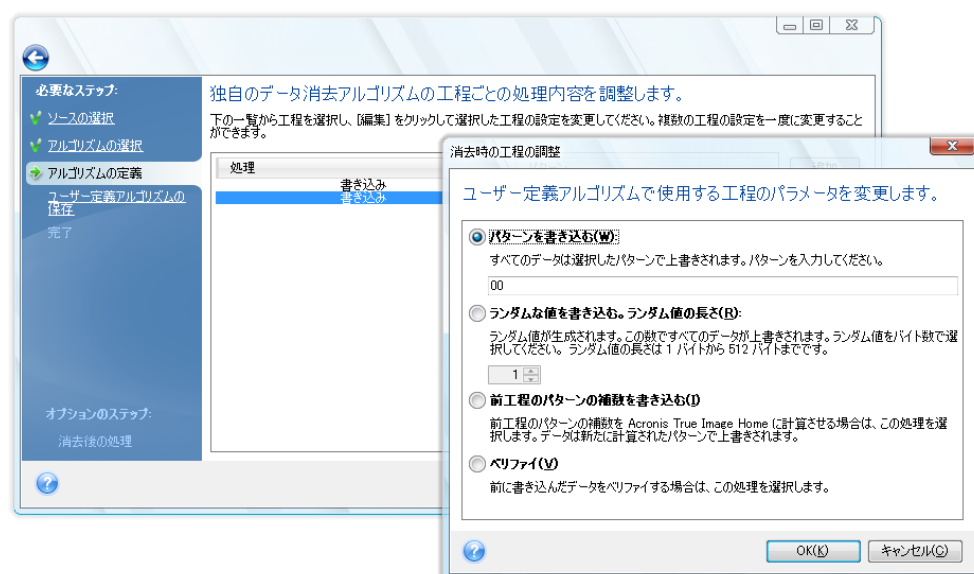 必要なステップ:
ソースの選択
アルゴリズムの選択
アルゴリズムの定義
ユーザー定義アルゴリズムの
保存
完了
オプションのステップ:
消去後の処理
独自のデータ消去アルゴリズムの工程ごとの処理内容を調整します。
下の一覧から工程を選択し、[編集] をクリックして選択した工程の設定を変更してください。複数の工程の設定を一度に変更すること
ができます。
処理
書き込み
書き込み
消去時の工程の調整
ユーザー定義アルゴリズムで使用する工程のパラメータを変更します。
パターンを書き込む(W):
すべてのデータは選択したパターンで上書きされます。パターンを入力してください。
00
ランダムな値を書き込む。ランダム値の長さ(R):
ランダム値が生成されます。この数ですべてのデータが上書きされます。ランダム値をバイト数で選
択してください。 ランダム値の長さは 1 バイトから 512 バイトまでです。
1
前工程のパターンの補数を書き込む(I)
前工程のパターンの補数を Acronis True Image Home に計算させる場合は、この処理を選
択します。データは新たに計算されたパターンで上書きされます。
ベリファイ(V)
前に書き込んだデータをベリファイする場合は、この処理を選択します。
OK(K)
キャンセル(C)